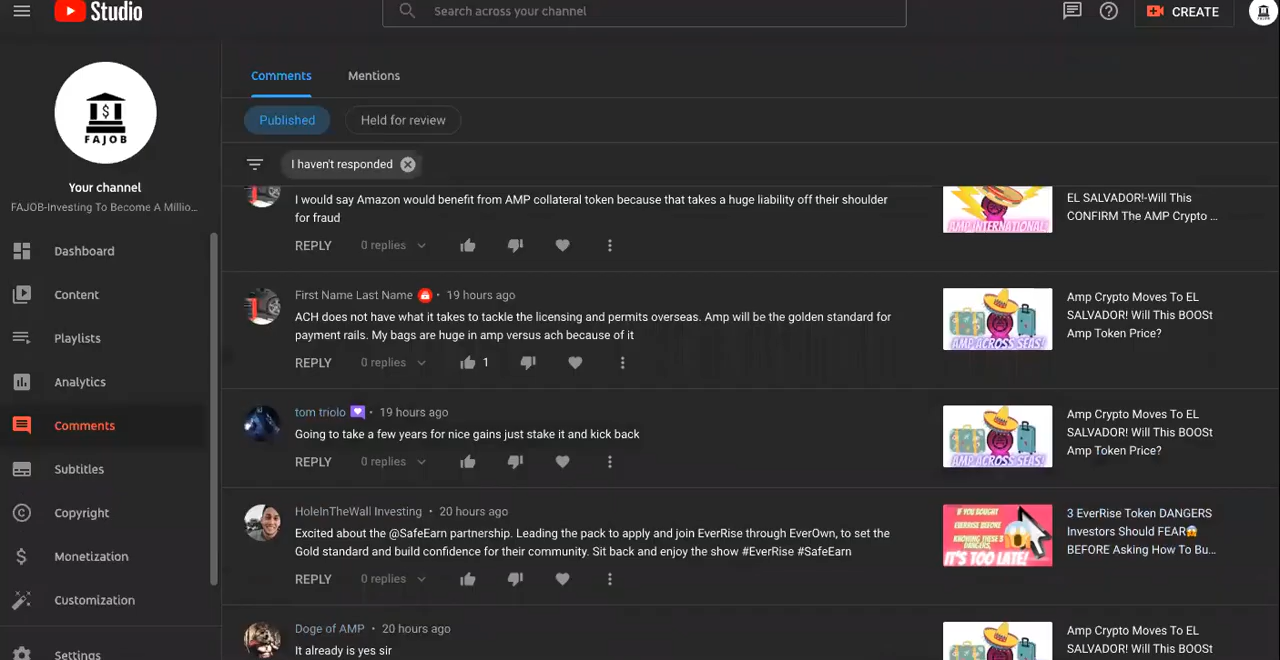 Studio
Search across your channel
CREATE
FAJOB
Your channel
FAJOB-Investing To Become A Millio...
Dashboard
Content
Playlists
Analytics
Comments
Subtitles
Copyright
Monetization
Customization
Settings
Comments
Mentions
Published
Held for review
I haven't responded
I would say Amazon would benefit from AMP collateral token because that takes a huge liability off their shoulder
for fraud
REPLY 0 replies
AMP INTERNATIONAL
EL SALVADOR!-Will This
CONFIRM The AMP Crypto ...
First Name Last Name • 19 hours ago
ACH does not have what it takes to tackle the licensing and permits overseas. Amp will be the golden standard for
payment rails. My bags are huge in amp versus ach because of it
REPLY 0 replies 1
AMP ACROSS SEAS!
Amp Crypto Moves To EL
SALVADOR! Will This BOOSt
Amp Token Price?
tom triolo • 19 hours ago
Going to take a few years for nice gains just stake it and kick back
REPLY 0 replies
AMP ACROSS SEAS!
Amp Crypto Moves To EL
SALVADOR! Will This BOOSt
Amp Token Price?
HoleInTheWall Investing • 20 hours ago
Excited about the @SafeEarn partnership. Leading the pack to apply and join EverRise through EverOwn, to set the
Gold standard and build confidence for their community. Sit back and enjoy the show #EverRise #SafeEarn
REPLY 0 replies
IF YOU BOUGHT
EVERRISE BEFORE
KNOWING THESE 3
DANGERS,
IT'S TOO LATE!
3 EverRise Token DANGERS
Investors Should FEAR😱
BEFORE Asking How To Bu...
Doge of AMP • 20 hours ago
It already is yes sir
Amp Crypto Moves To EL
SALVADOR! Will This BOOSt